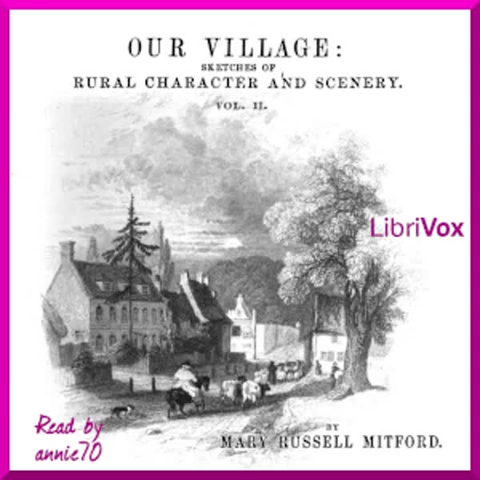 OUR VILLAGE:
SKETCHES OF
RURAL CHARACTER AND SCENERY.
VOL. II.
LibriVox
Read by
annie70
BY
MARY RUSSELL MITFORD.